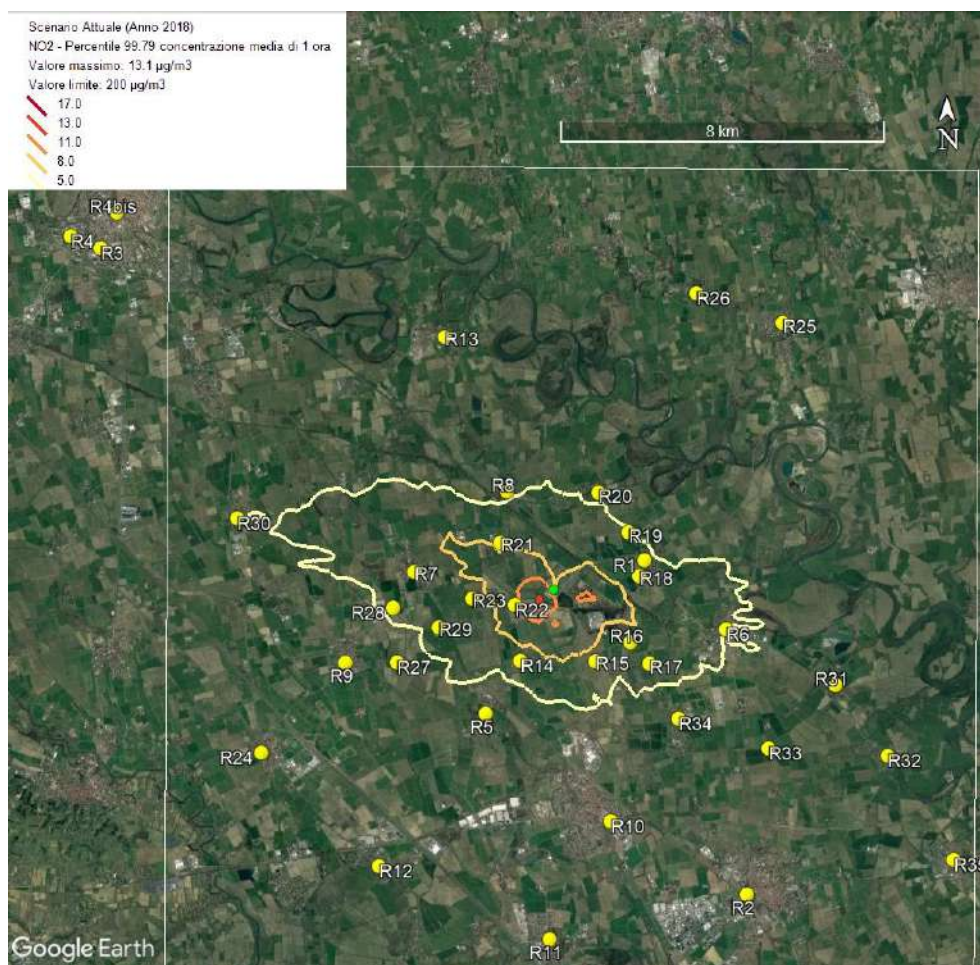 Scenario Attuale (Anno 2018)
NO2 - Percentile 99.79 concentrazione media di 1 ora
Valore massimo: 13.1 µg/m3
Valore limite: 200 µg/m3
17.0
13.0
11.0
8.0
5.0
8 km
N
R4bis
R4
R3
R26
R25
R13
R8
R20
R30
R19
R21
R1
R7
R18
R23
R22
R28
R29
R16
R6
R9
R27
R14
R15
R17
R31
R5
R34
R24
R33
R32
R10
R12
R35
R2
R11
Google Earth